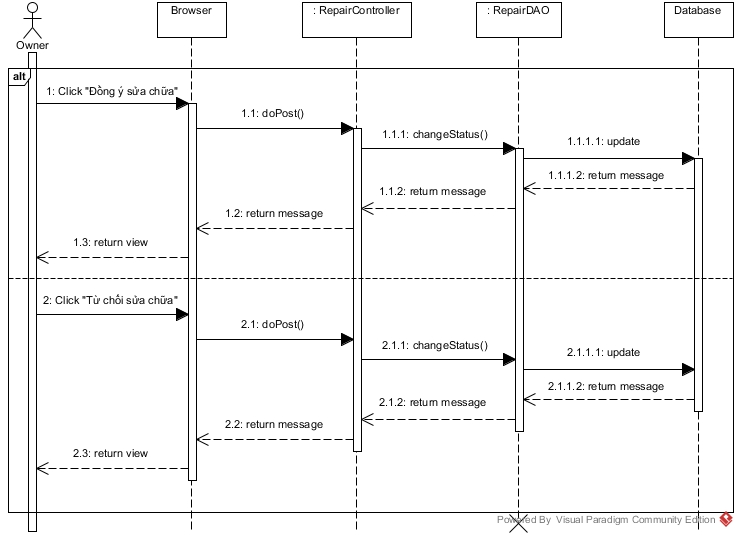 Browser
: RepairController
: RepairDAO
Database
Owner
alt
1: Click "Đồng ý sửa chữa"
1.1: doPost()
1.1.1: changeStatus()
1.1.1.1: update
1.1.1.2: return message
1.1.2: return message
1.2: return message
1.3: return view
2: Click "Từ chối sửa chữa"
2.1: doPost()
2.1.1: changeStatus()
2.1.1.1: update
2.1.1.2: return message
2.1.2: return message
2.2: return message
2.3: return view
Powered By Visual Paradigm Community Edition